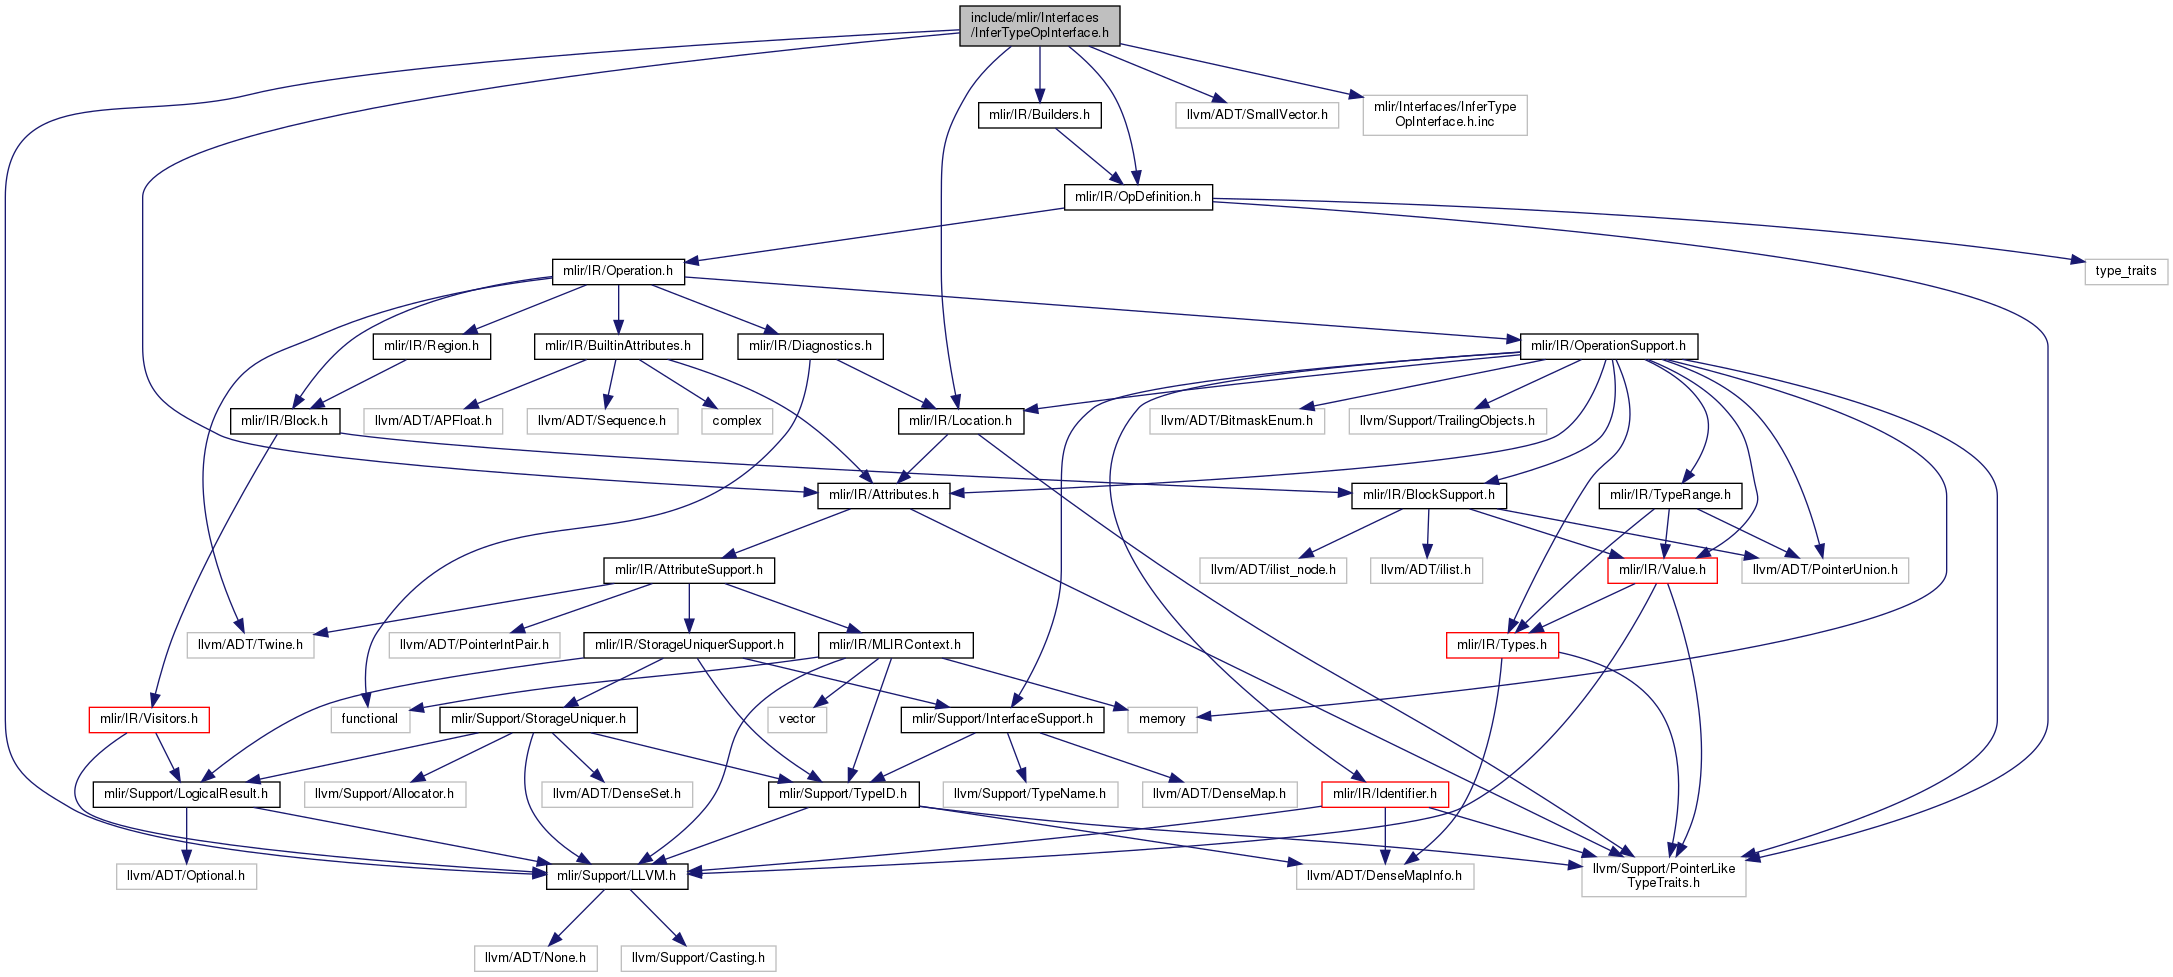 include/mlir/Interfaces
/InferTypeOpInterface.h
mlir/IR/Builders.h
llvm/ADT/SmallVector.h
mlir/Interfaces/InferType
OpInterface.h.inc
mlir/IR/OpDefinition.h
mlir/IR/Operation.h
type_traits
mlir/IR/Region.h
mlir/IR/BuiltinAttributes.h
mlir/IR/Diagnostics.h
mlir/IR/OperationSupport.h
mlir/IR/Block.h
llvm/ADT/APFloat.h
llvm/ADT/Sequence.h
complex
mlir/IR/Location.h
llvm/ADT/BitmaskEnum.h
llvm/Support/TrailingObjects.h
mlir/IR/Attributes.h
mlir/IR/BlockSupport.h
mlir/IR/TypeRange.h
mlir/IR/AttributeSupport.h
llvm/ADT/ilist_node.h
llvm/ADT/ilist.h
mlir/IR/Value.h
llvm/ADT/PointerUnion.h
llvm/ADT/Twine.h
llvm/ADT/PointerIntPair.h
mlir/IR/StorageUniquerSupport.h
mlir/IR/MLIRContext.h
mlir/IR/Types.h
mlir/IR/Visitors.h
functional
mlir/Support/StorageUniquer.h
vector
mlir/Support/InterfaceSupport.h
memory
mlir/Support/LogicalResult.h
llvm/Support/Allocator.h
llvm/ADT/DenseSet.h
mlir/Support/TypeID.h
llvm/Support/TypeName.h
llvm/ADT/DenseMap.h
mlir/IR/Identifier.h
llvm/ADT/Optional.h
mlir/Support/LLVM.h
llvm/ADT/DenseMapInfo.h
llvm/Support/PointerLike
TypeTraits.h
llvm/ADT/None.h
llvm/Support/Casting.h